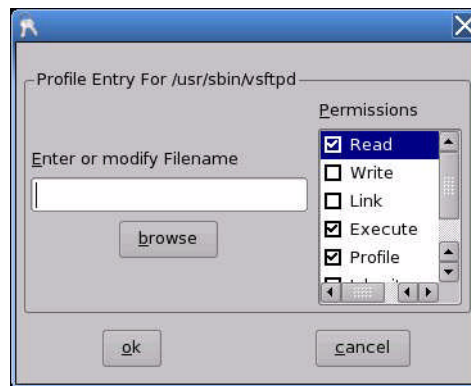 Profile Entry For /usr/sbin/vsftpd
Permissions
Read
Write
Link
Execute
Profile
Enter or modify Filename
browse
ok
cancel